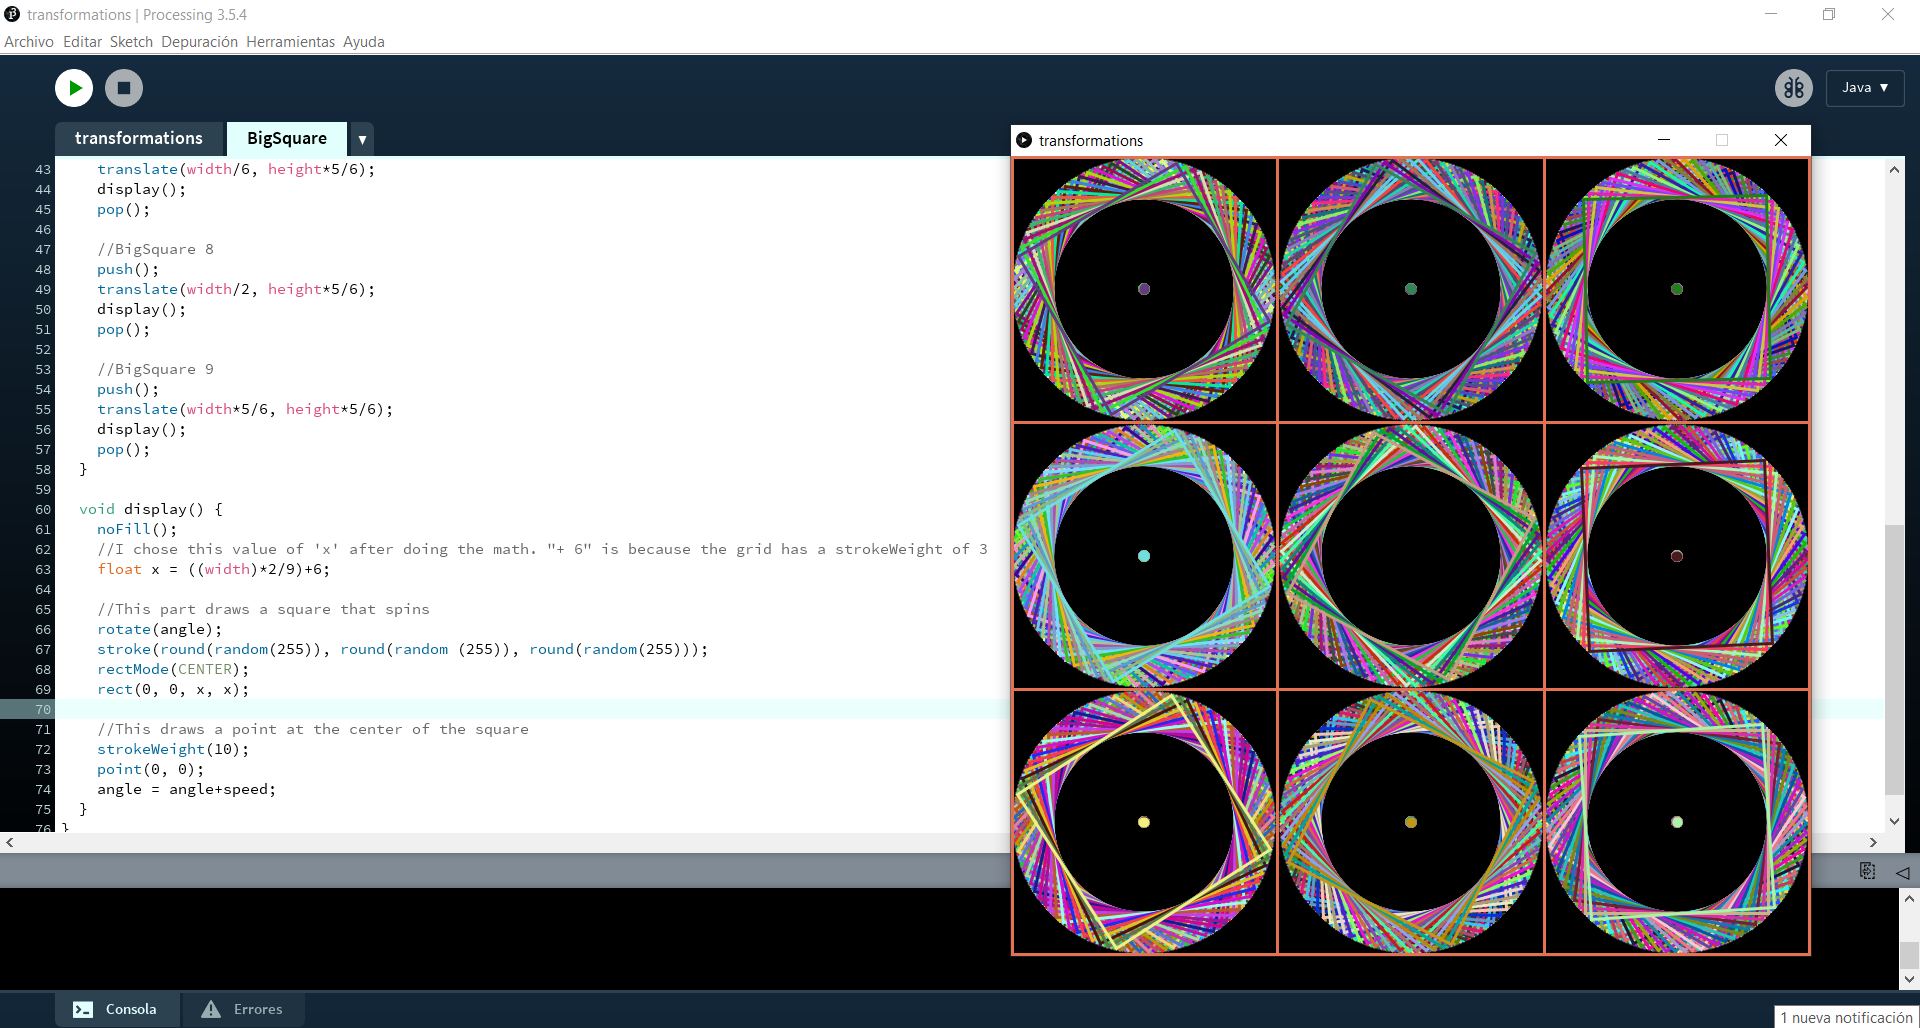 transformations | Processing 3.5.4
Archivo Editar Sketch Depuración Herramientas Ayuda
Java ▼
transformations BigSquare ▼
transformations
43 translate(width/6, height*5/6);
44 display();
45 pop();
46
47 //BigSquare 8
48 push();
49 translate(width/2, height*5/6);
50 display();
51 pop();
52
53 //BigSquare 9
54 push();
55 translate(width*5/6, height*5/6);
56 display();
57 pop();
58 }
59
60 void display() {
61 noFill();
62 //I chose this value of 'x' after doing the math. "+ 6" is because the grid has a strokeWeight of 3
63 float x = ((width)*2/9)+6;
64
65 //This part draws a square that spins
66 rotate(angle);
67 stroke(round(random(255)), round(random (255)), round(random(255)));
68 rectMode(CENTER);
69 rect(0, 0, x, x);
70
71 //This draws a point at the center of the square
72 strokeWeight(10);
73 point(0, 0);
74 angle = angle+speed;
75 }
76 }
Consola Errores
1 nueva notificación